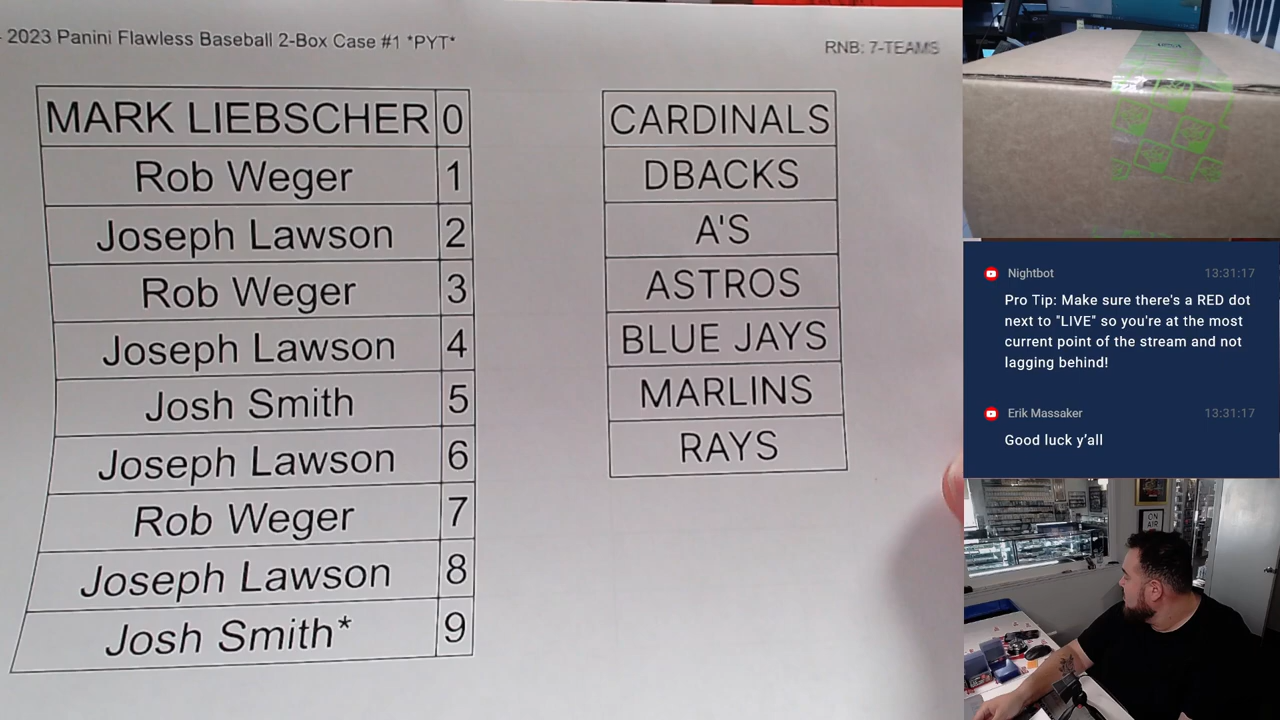 - 2023 Panini Flawless Baseball 2-Box Case #1 *PYT*
RNB: 7-TEAMS
MARK LIEBSCHER 0
Rob Weger 1
Joseph Lawson 2
Rob Weger 3
Joseph Lawson 4
Josh Smith 5
Joseph Lawson 6
Rob Weger 7
Joseph Lawson 8
Josh Smith* 9
CARDINALS
DBACKS
A'S
ASTROS
BLUE JAYS
MARLINS
RAYS
Nightbot 13:31:17
Pro Tip: Make sure there's a RED dot
next to "LIVE" so you're at the most
current point of the stream and not
lagging behind!
Erik Massaker 13:31:17
Good luck y'all
ON
AIR